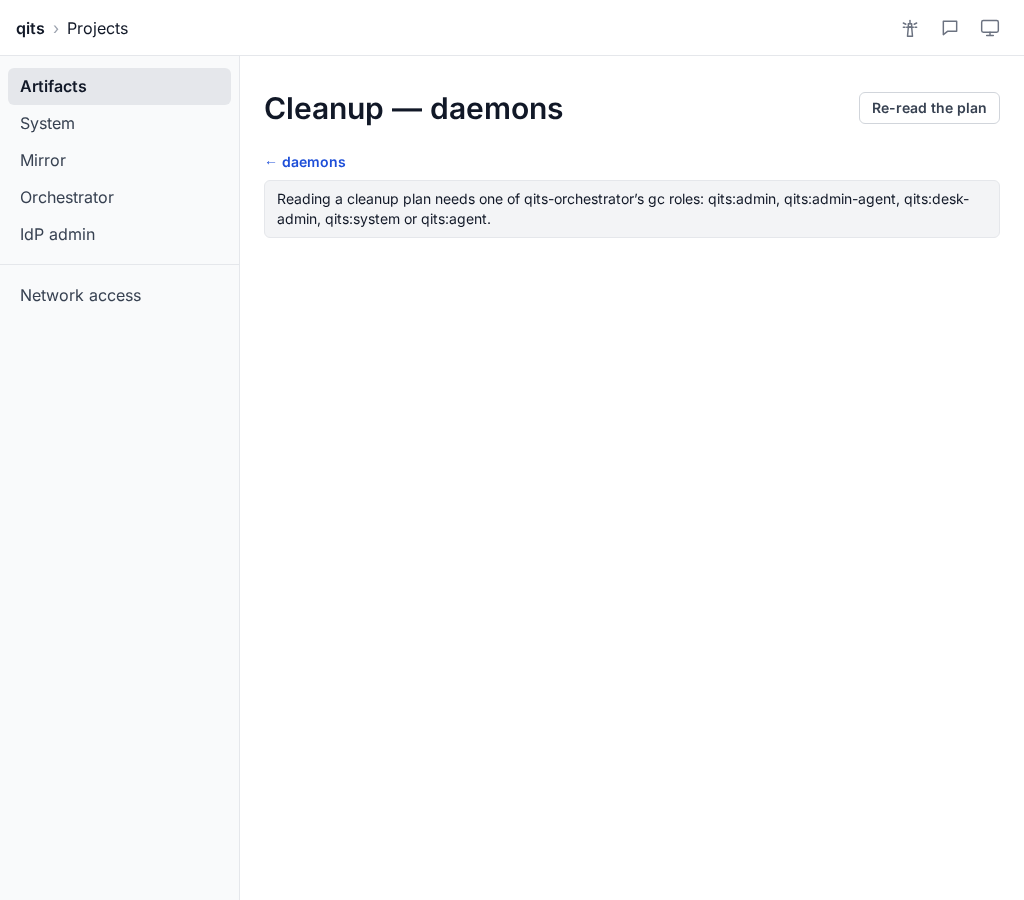 qits › Projects
Artifacts
System
Mirror
Orchestrator
IdP admin
Network access
Cleanup — daemons
Re-read the plan
← daemons
Reading a cleanup plan needs one of qits-orchestrator’s gc roles: qits:admin, qits:admin-agent, qits:desk-
admin, qits:system or qits:agent.